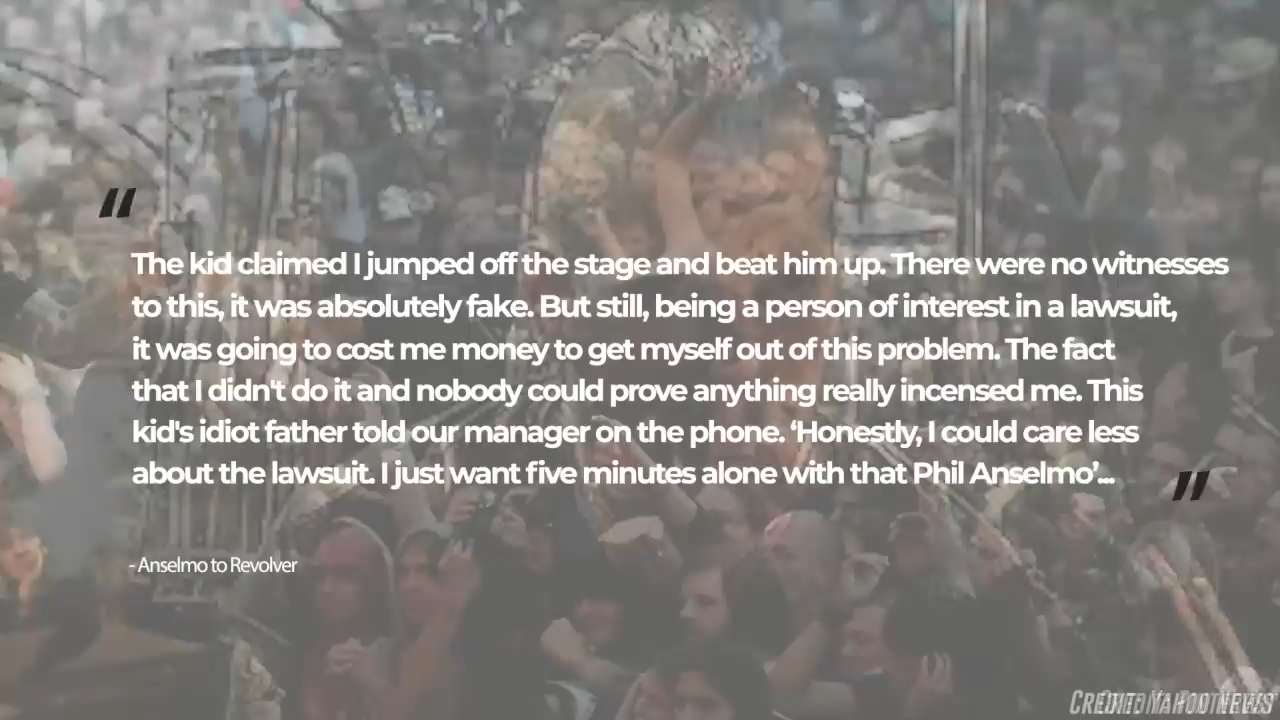 “
The kid claimed I jumped off the stage and beat him up. There were no witnesses
to this, it was absolutely fake. But still, being a person of interest in a lawsuit,
it was going to cost me money to get myself out of this problem. The fact
that I didn't do it and nobody could prove anything really incensed me. This
kid's idiot father told our manager on the phone. ‘Honestly, I could care less
about the lawsuit. I just want five minutes alone with that Phil Anselmo’...
”
- Anselmo to Revolver
CREDIT: